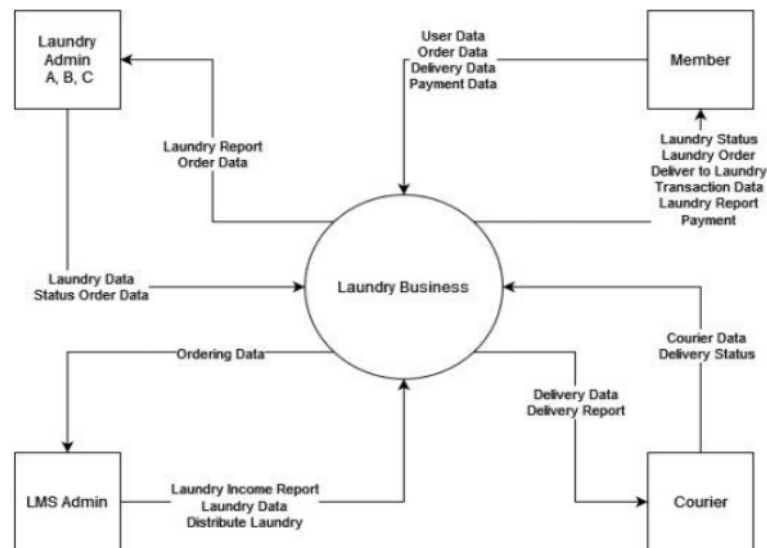 Laundry
Admin
A, B, C
User Data
Order Data
Delivery Data
Payment Data
Member
Laundry Report
Order Data
Laundry Status
Laundry Order
Deliver to Laundry
Transaction Data
Laundry Report
Payment
Laundry Data
Status Order Data
Laundry Business
Ordering Data
Courier Data
Delivery Status
Delivery Data
Delivery Report
LMS Admin
Laundry Income Report
Laundry Data
Distribute Laundry
Courier